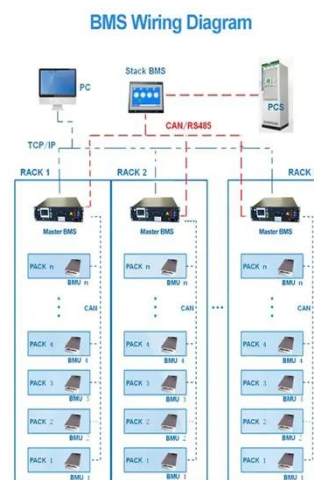 BMS Wiring Diagram
PC
Stack BMS
PCS
CAN/RS485
TCP/IP
RACK 1
RACK 2
RACK
Master BMS
Master BMS
Master BMS
PACK n
BMU n
PACK n
BMU n
PACK n
BMU n
CAN
CAN
CAN
PACK 4
BMU 4
PACK 4
BMU 4
PACK 4
BMU 4
PACK 3
BMU 3
PACK 3
BMU 3
PACK 3
BMU 3
PACK 2
BMU 2
PACK 2
BMU 2
PACK 2
BMU 2
PACK 1
BMU 1
PACK 1
BMU 1
PACK 1
BMU 1